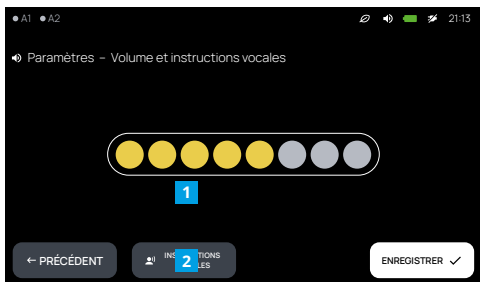 A1 A2 21:13
Paramètres – Volume et instructions vocales
1
← PRÉCÉDENT
2
ENREGISTRER ✓